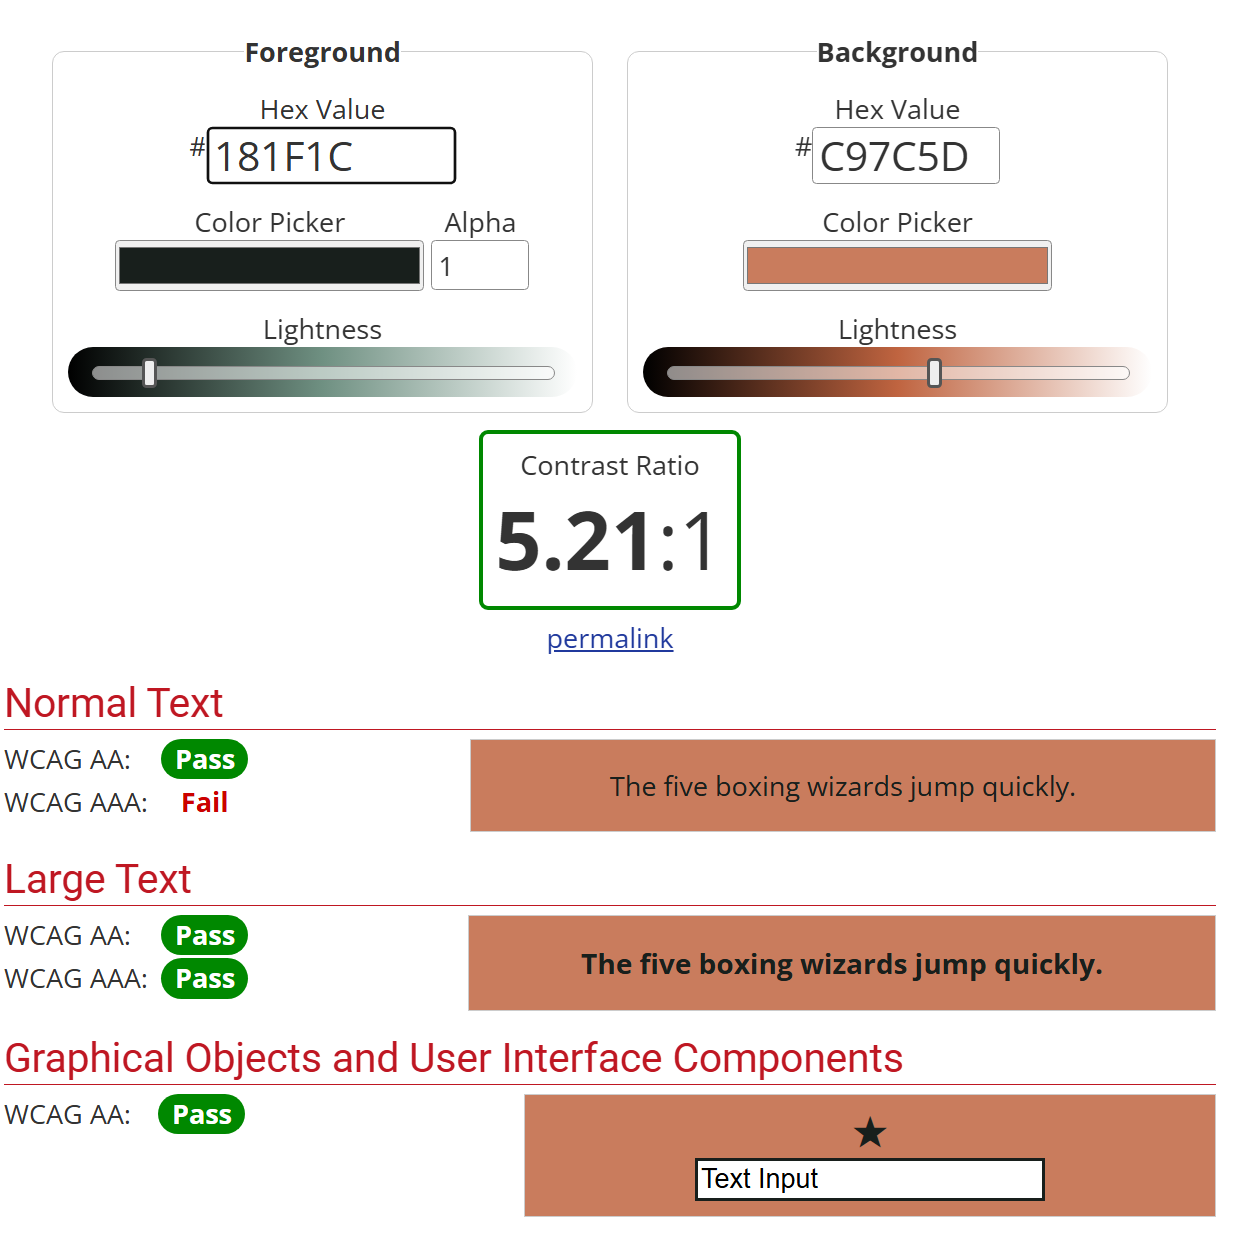 Foreground
Hex Value
#181F1C
Color Picker Alpha
1
Lightness
Background
Hex Value
#C97C5D
Color Picker
Lightness
Contrast Ratio
5.21:1
permalink
Normal Text
WCAG AA: Pass
WCAG AAA: Fail
The five boxing wizards jump quickly.
Large Text
WCAG AA: Pass
WCAG AAA: Pass
The five boxing wizards jump quickly.
Graphical Objects and User Interface Components
WCAG AA: Pass
Text Input